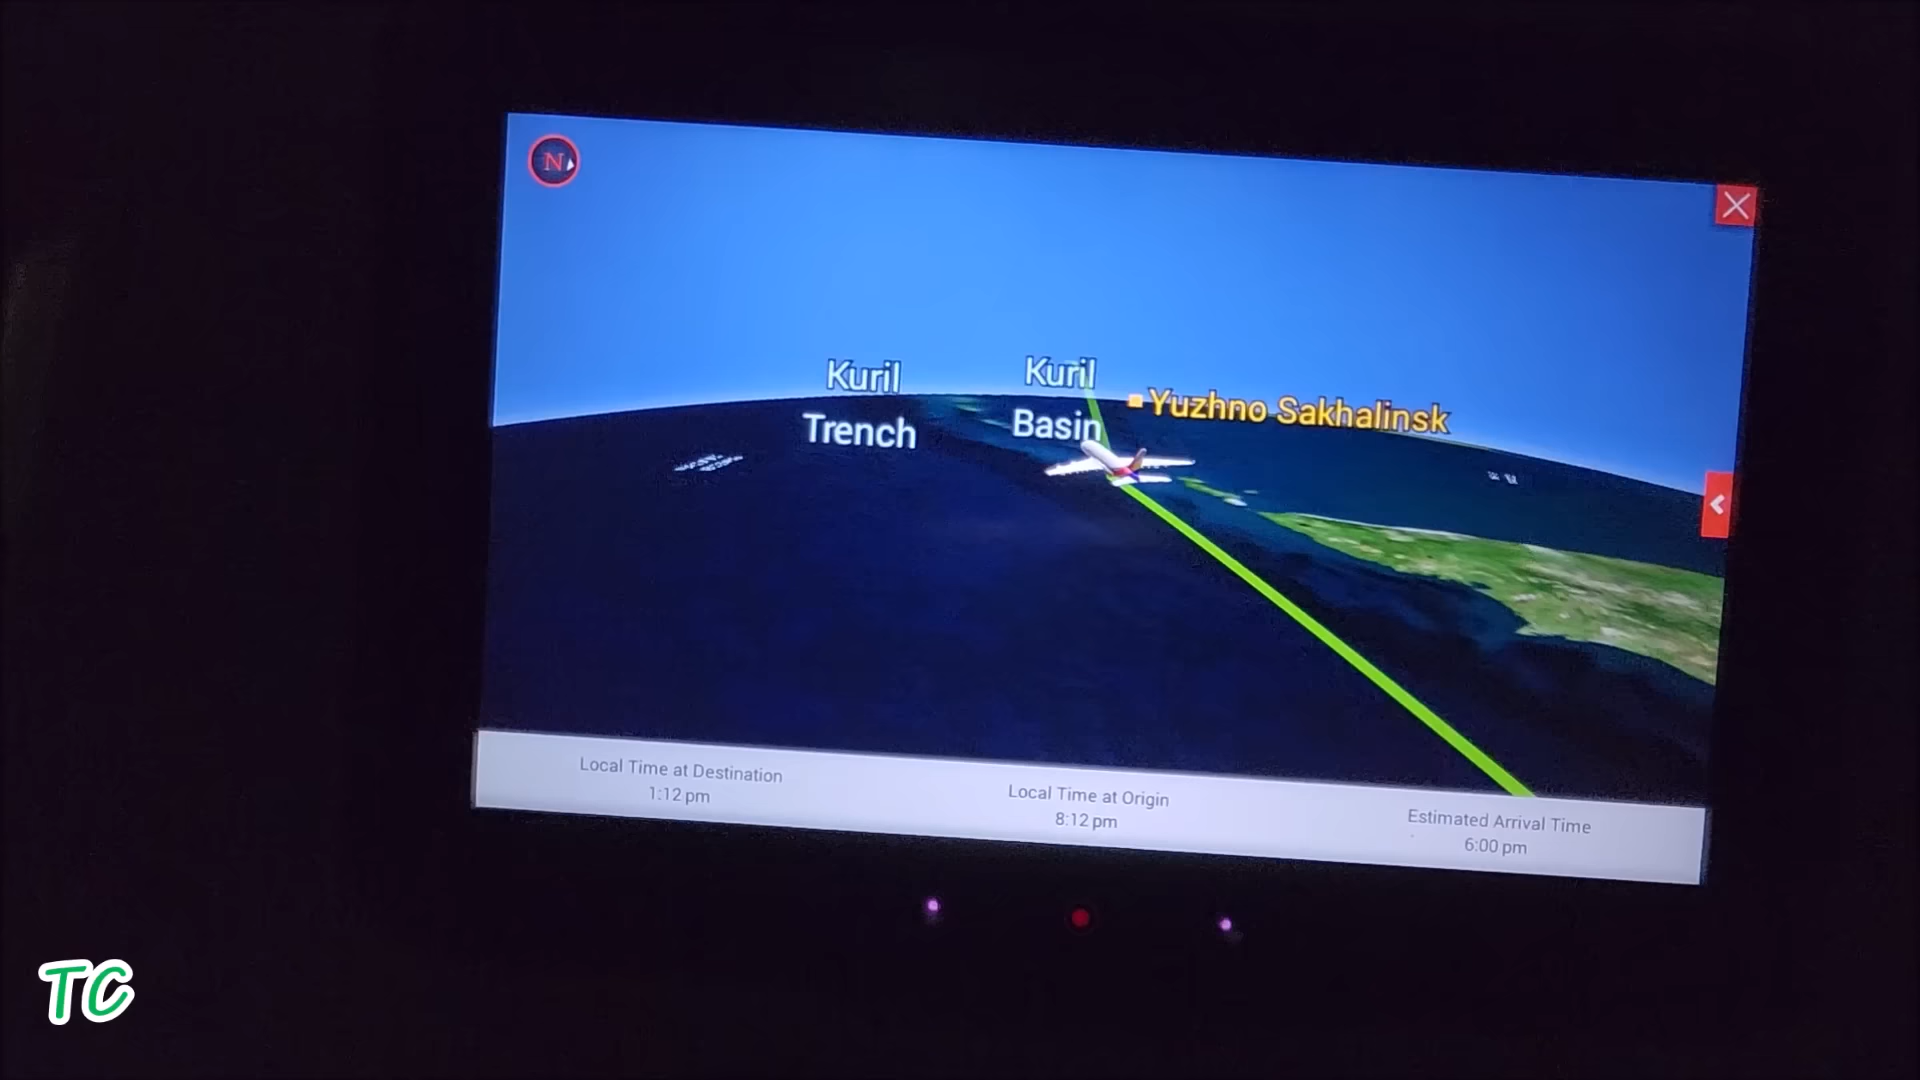 N
Kuril
Trench
Kuril
Basin
Yuzhno Sakhalinsk
Local Time at Destination
1:12 pm
Local Time at Origin
8:12 pm
Estimated Arrival Time
6:00 pm
TC